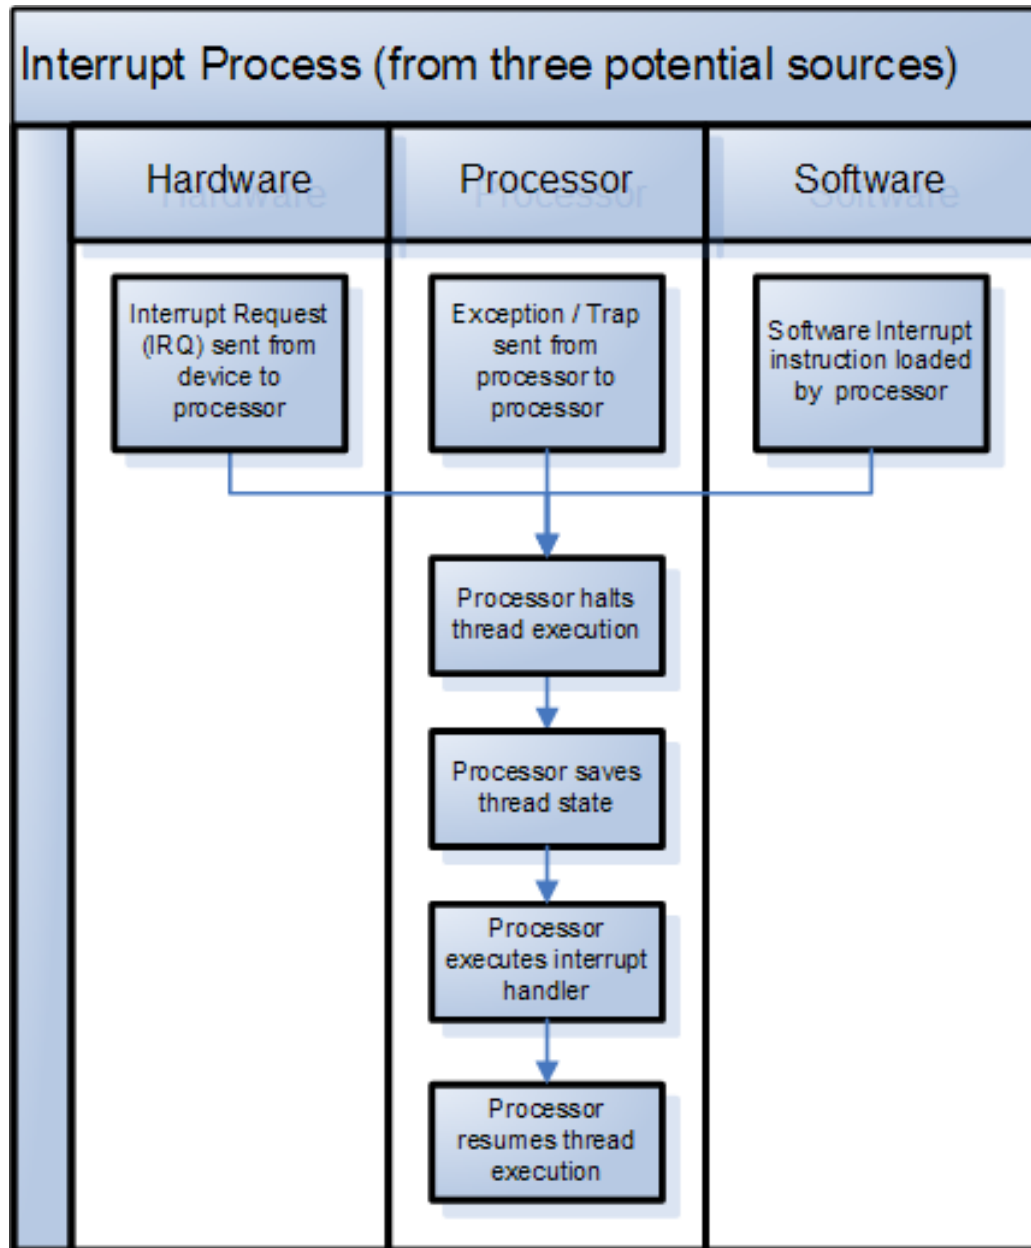 Interrupt Process (from three potential sources)
Hardware
Processor
Software
Interrupt Request
(IRQ) sent from
device to
processor
Exception / Trap
sent from
processor to
processor
Software Interrupt
instruction loaded
by processor
Processor halts
thread execution
Processor saves
thread state
Processor
executes interrupt
handler
Processor
resumes thread
execution